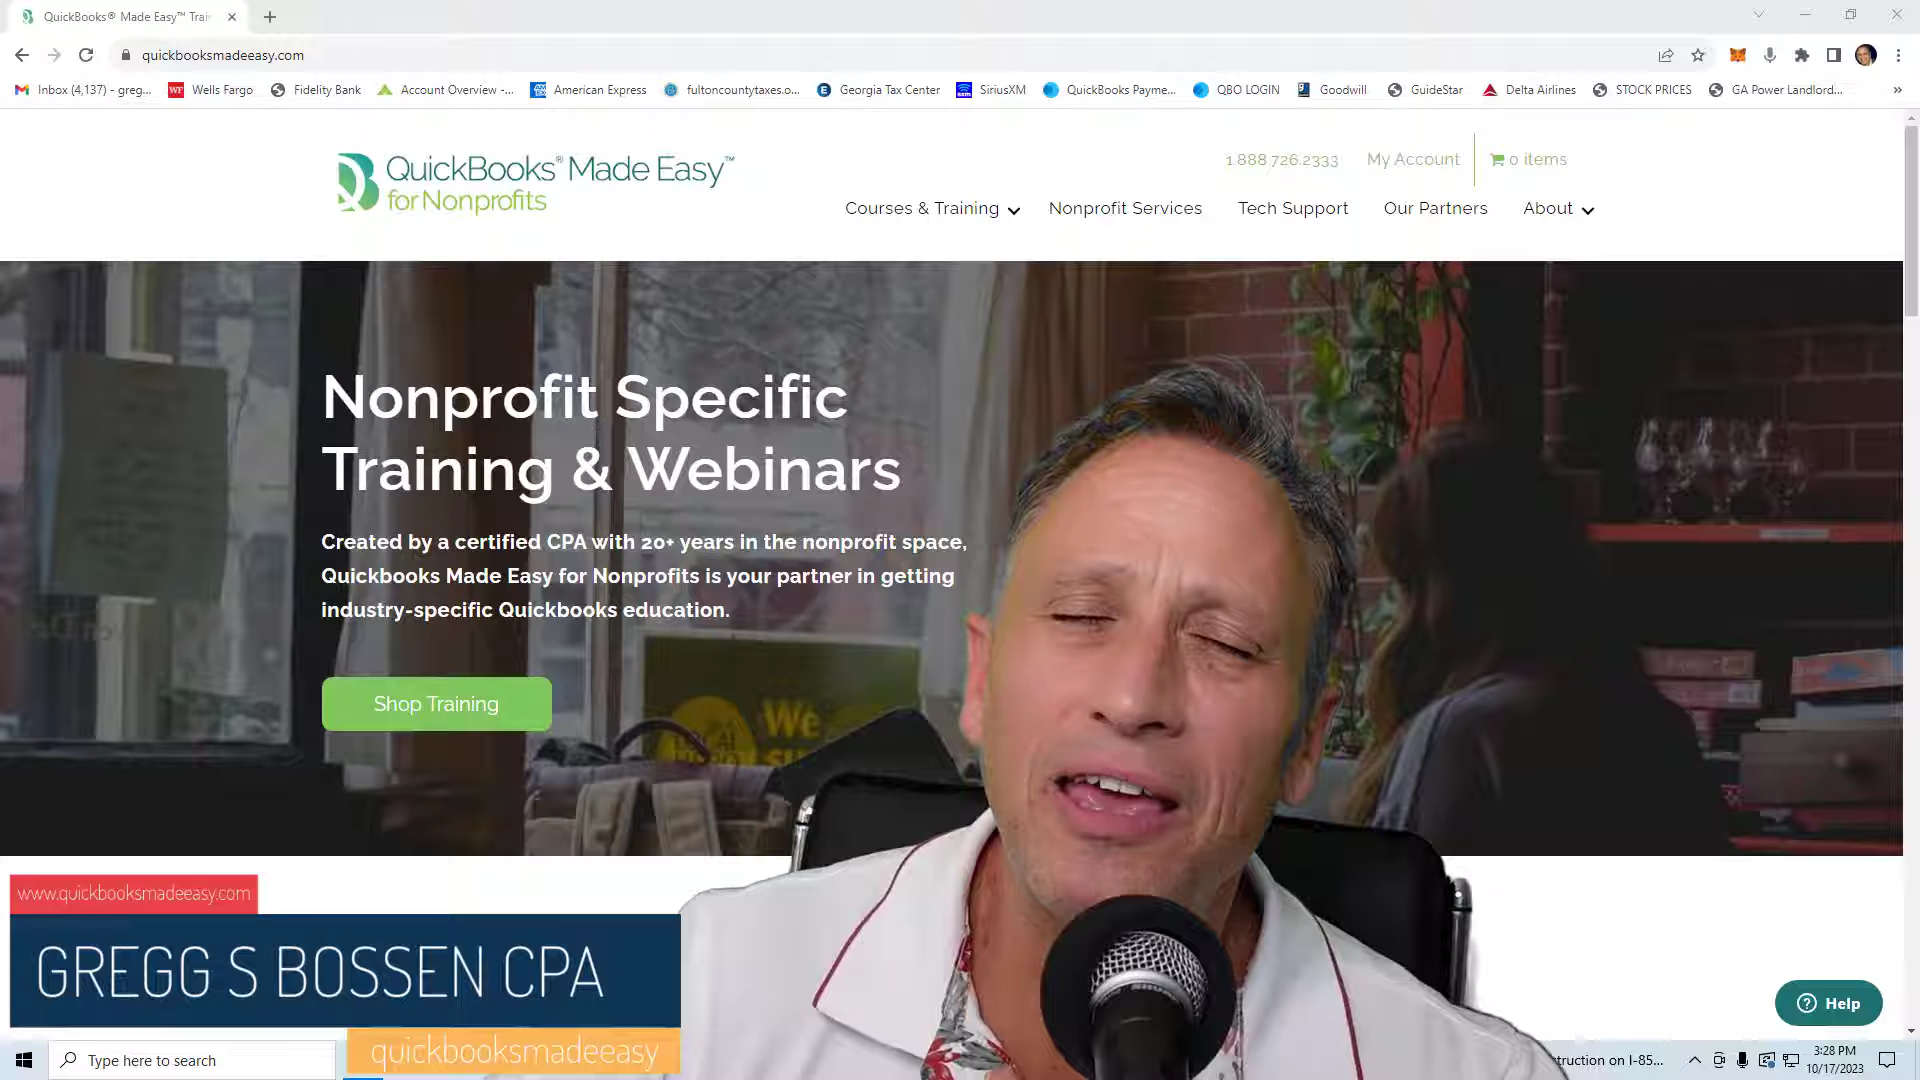 QuickBooks® Made Easy™ Trai
quickbooksmadeeasy.com
Inbox (4,137) - greg...
Wells Fargo
Fidelity Bank
Account Overview -...
American Express
fultoncountytaxes.o...
Georgia Tax Center
SiriusXM
QuickBooks Payme...
QBO LOGIN
Goodwill
GuideStar
Delta Airlines
STOCK PRICES
GA Power Landlord...
»
QuickBooks® Made Easy™
for Nonprofits
1 888 726.2333
My Account
0 items
Courses & Training
Nonprofit Services
Tech Support
Our Partners
About
Nonprofit Specific
Training & Webinars
Created by a certified CPA with 20+ years in the nonprofit space,
Quickbooks Made Easy for Nonprofits is your partner in getting
industry-specific Quickbooks education.
Shop Training
We
www.quickbooksmadeeasy.com
GREGG S BOSSEN CPA
quickbooksmadeeasy
Help
Type here to search
truction on I-85...
3:28 PM
10/17/2023